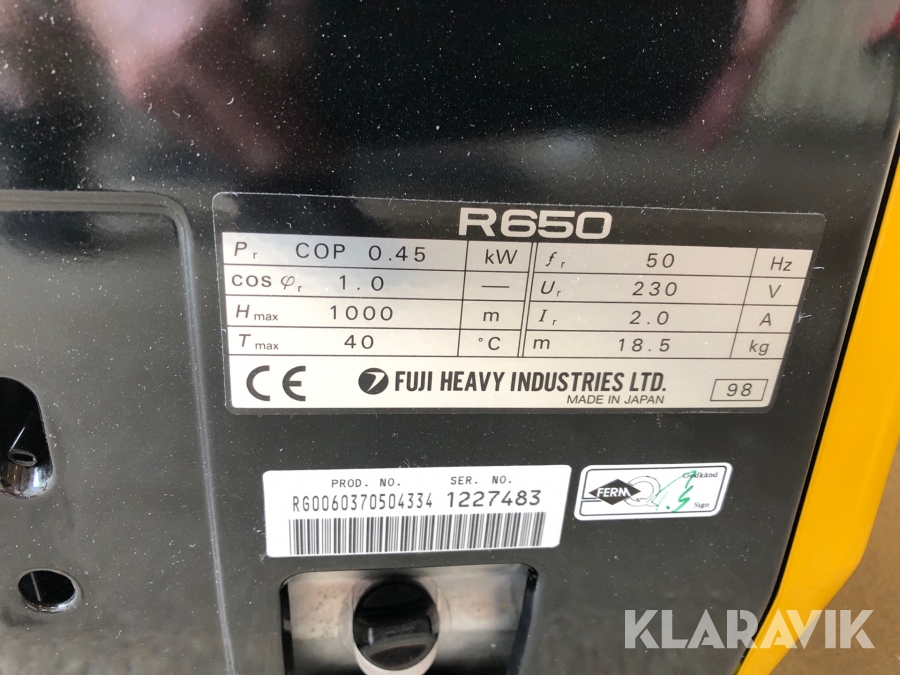 R650
Pr COP 0.45 kW fr 50 Hz
cos φr 1.0 — Ur 230 V
Hmax 1000 m Ir 2.0 A
Tmax 40 °C m 18.5 kg
CE FUJI HEAVY INDUSTRIES LTD. 98
MADE IN JAPAN
PROD. NO. SER. NO.
RG0060370504334 1227483
Godkänd
FERM
Sign
KLARAVIK